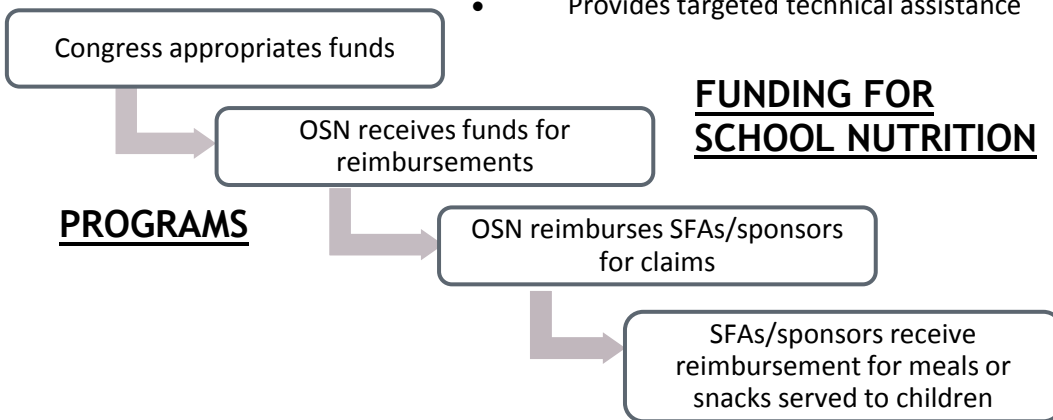 • Provides targeted technical assistance
Congress appropriates funds
FUNDING FOR
SCHOOL NUTRITION
OSN receives funds for
reimbursements
PROGRAMS
OSN reimburses SFAs/sponsors
for claims
SFAs/sponsors receive
reimbursement for meals or
snacks served to children